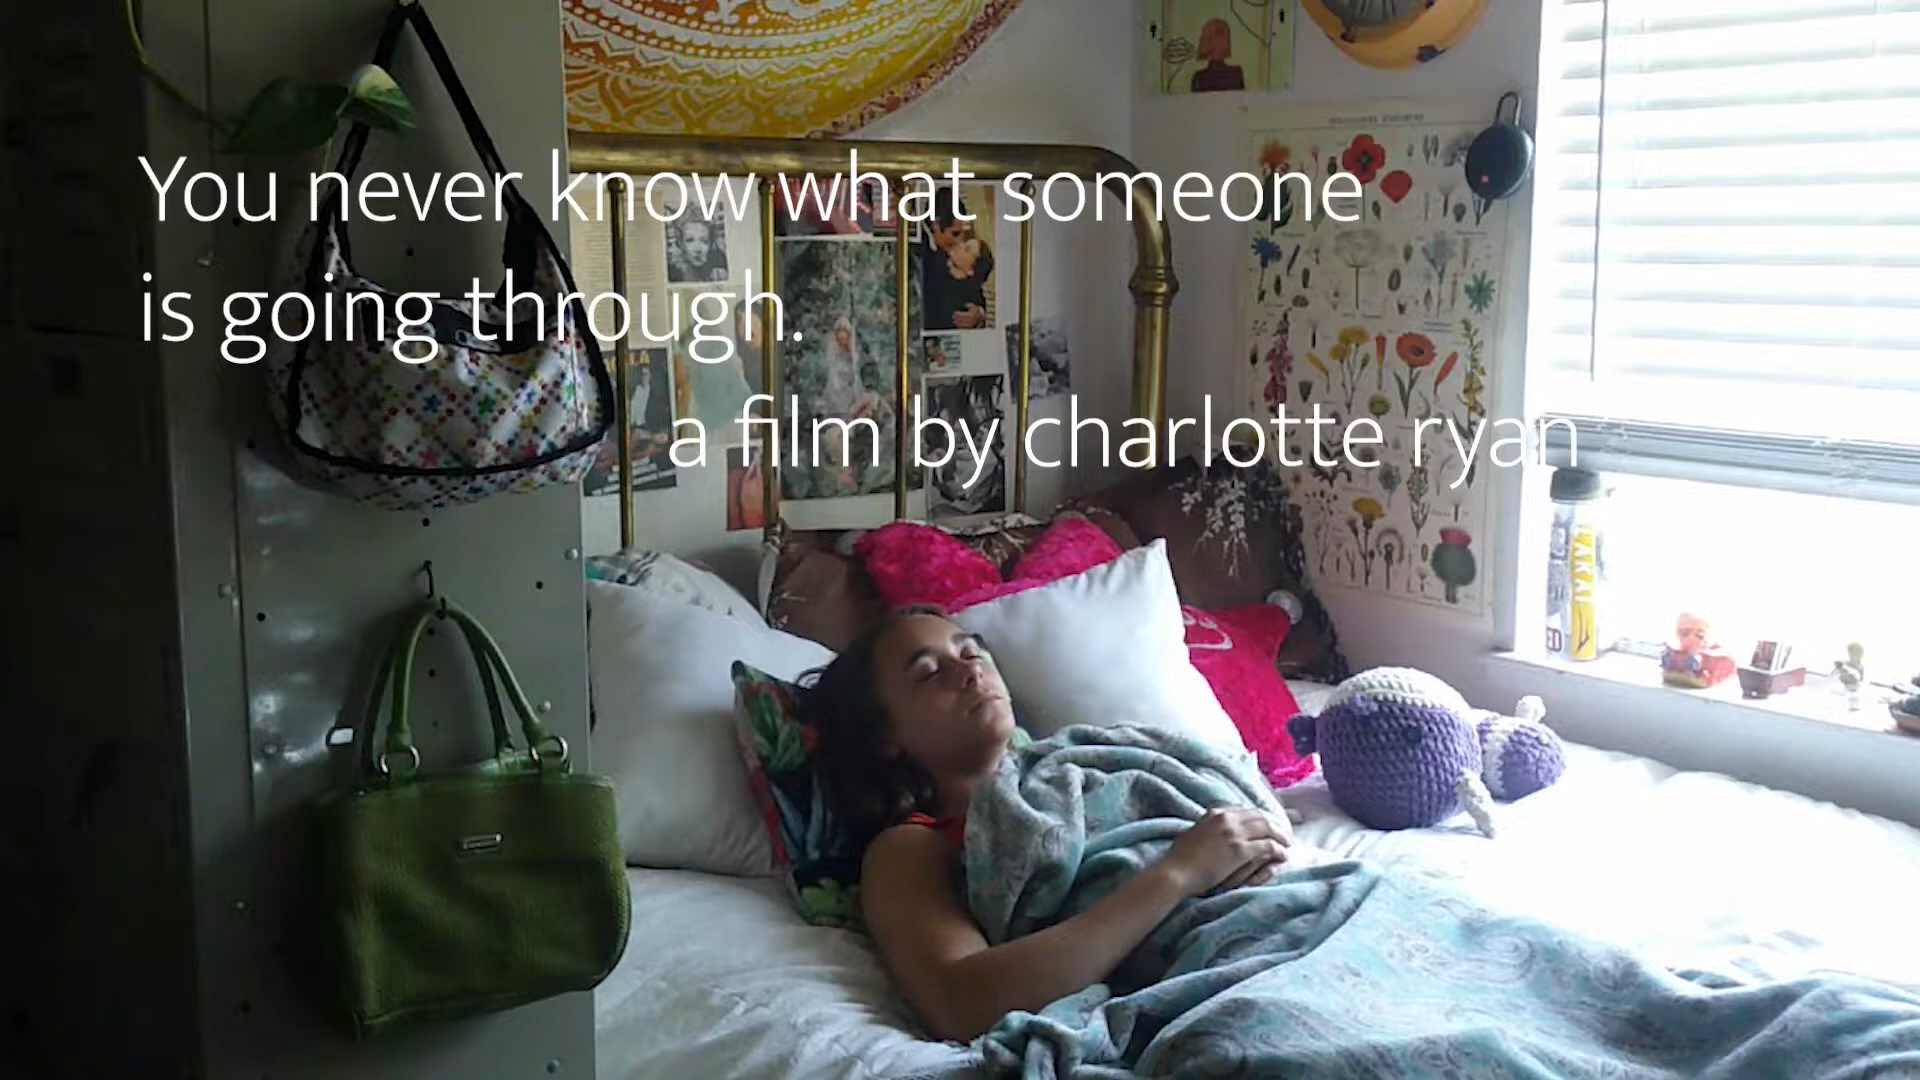 You never know what someone
is going through.
a film by charlotte ryan